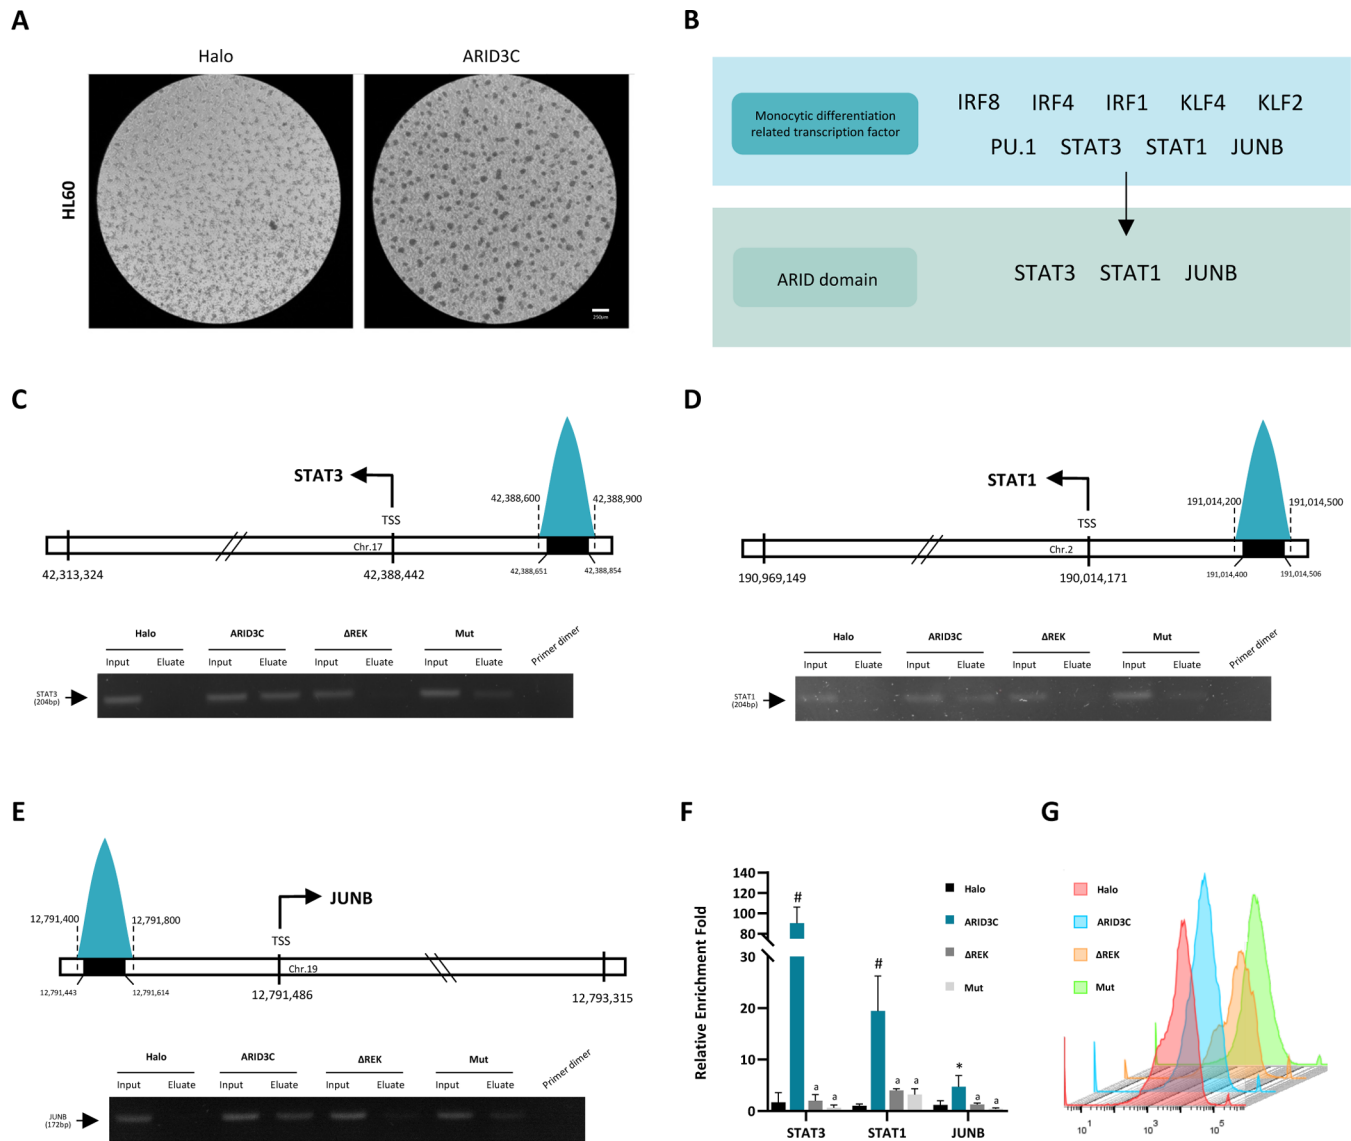 A
Halo
ARID3C
HL60
250µm
B
Monocytic differentiation
related transcription factor
IRF8 IRF4 IRF1 KLF4 KLF2
PU.1 STAT3 STAT1 JUNB
ARID domain
STAT3 STAT1 JUNB
C
STAT3
TSS
42,388,600
42,388,900
Chr.17
42,313,324
42,388,442
42,388,651
42,388,854
Halo ARID3C ΔREK Mut
Input Eluate Input Eluate Input Eluate Input Eluate Primer dimer
STAT3
(204bp)
D
STAT1
TSS
191,014,200
191,014,500
Chr.2
190,969,149
190,014,171
191,014,400
191,014,506
Halo ARID3C ΔREK Mut
Input Eluate Input Eluate Input Eluate Input Eluate Primer dimer
STAT1
(204bp)
E
12,791,400
12,791,800
JUNB
TSS
Chr.19
12,791,443
12,791,614
12,791,486
12,793,315
Halo ARID3C ΔREK Mut
Input Eluate Input Eluate Input Eluate Input Eluate Primer dimer
JUNB
(172bp)
F
Relative Enrichment Fold
140
120
100
80
30
20
10
0
# # *
a a a a a a
STAT3 STAT1 JUNB
Halo
ARID3C
ΔREK
Mut
G
Halo
ARID3C
ΔREK
Mut
10 1
10 3
10 5